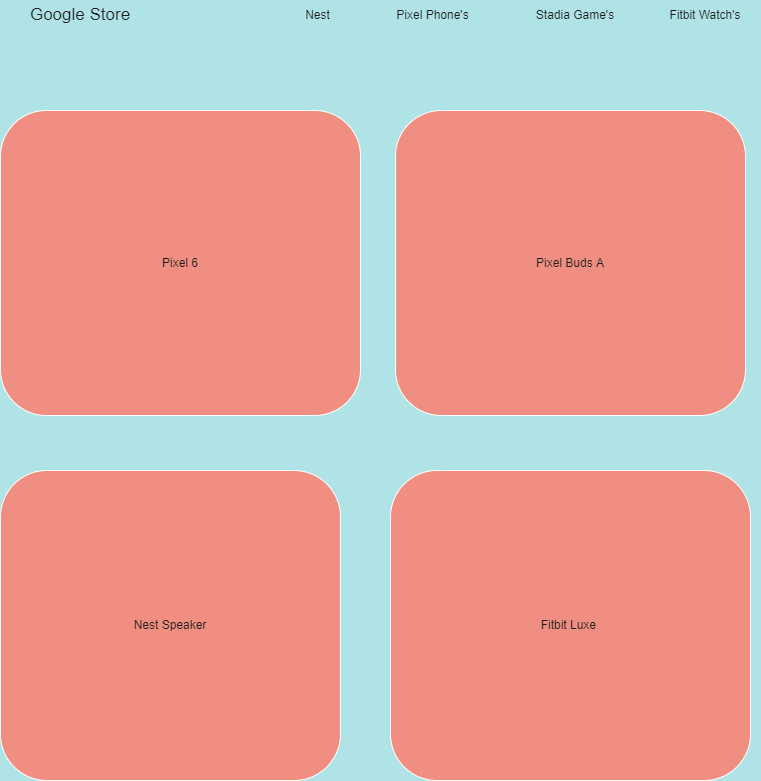 Google Store
Nest
Pixel Phone's
Stadia Game's
Fitbit Watch's
Pixel 6
Pixel Buds A
Nest Speaker
Fitbit Luxe